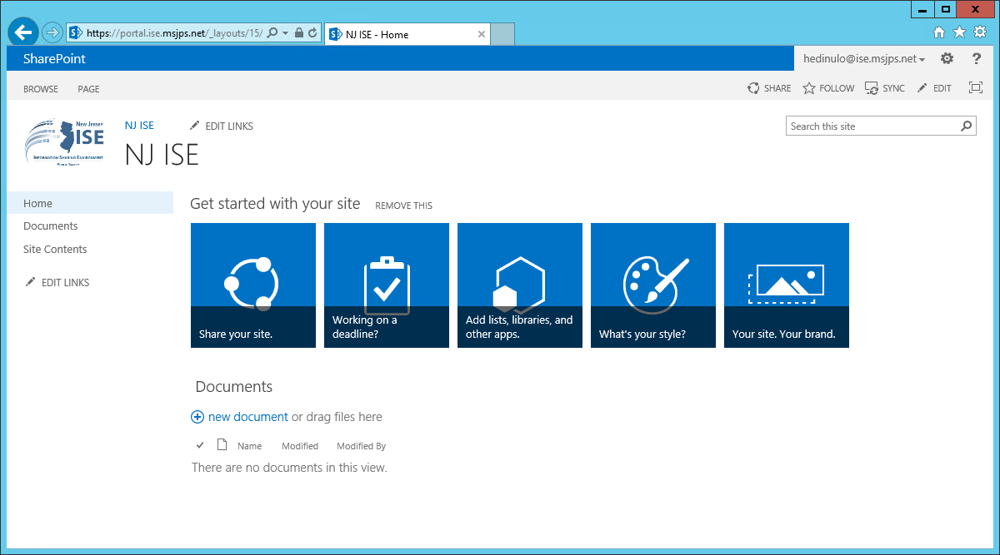 https://portal.ise.msjps.net/_layouts/15/
NJ ISE - Home
SharePoint
hedinulo@ise.msjps.net
BROWSE
PAGE
SHARE
FOLLOW
SYNC
EDIT
New Jersey
ISE
Information Sharing Environment
Public Safety
NJ ISE
EDIT LINKS
NJ ISE
Search this site
Home
Documents
Site Contents
EDIT LINKS
Get started with your site
REMOVE THIS
Share your site.
Working on a
deadline?
Add lists, libraries, and
other apps.
What's your style?
Your site. Your brand.
Documents
new document or drag files here
Name
Modified
Modified By
There are no documents in this view.